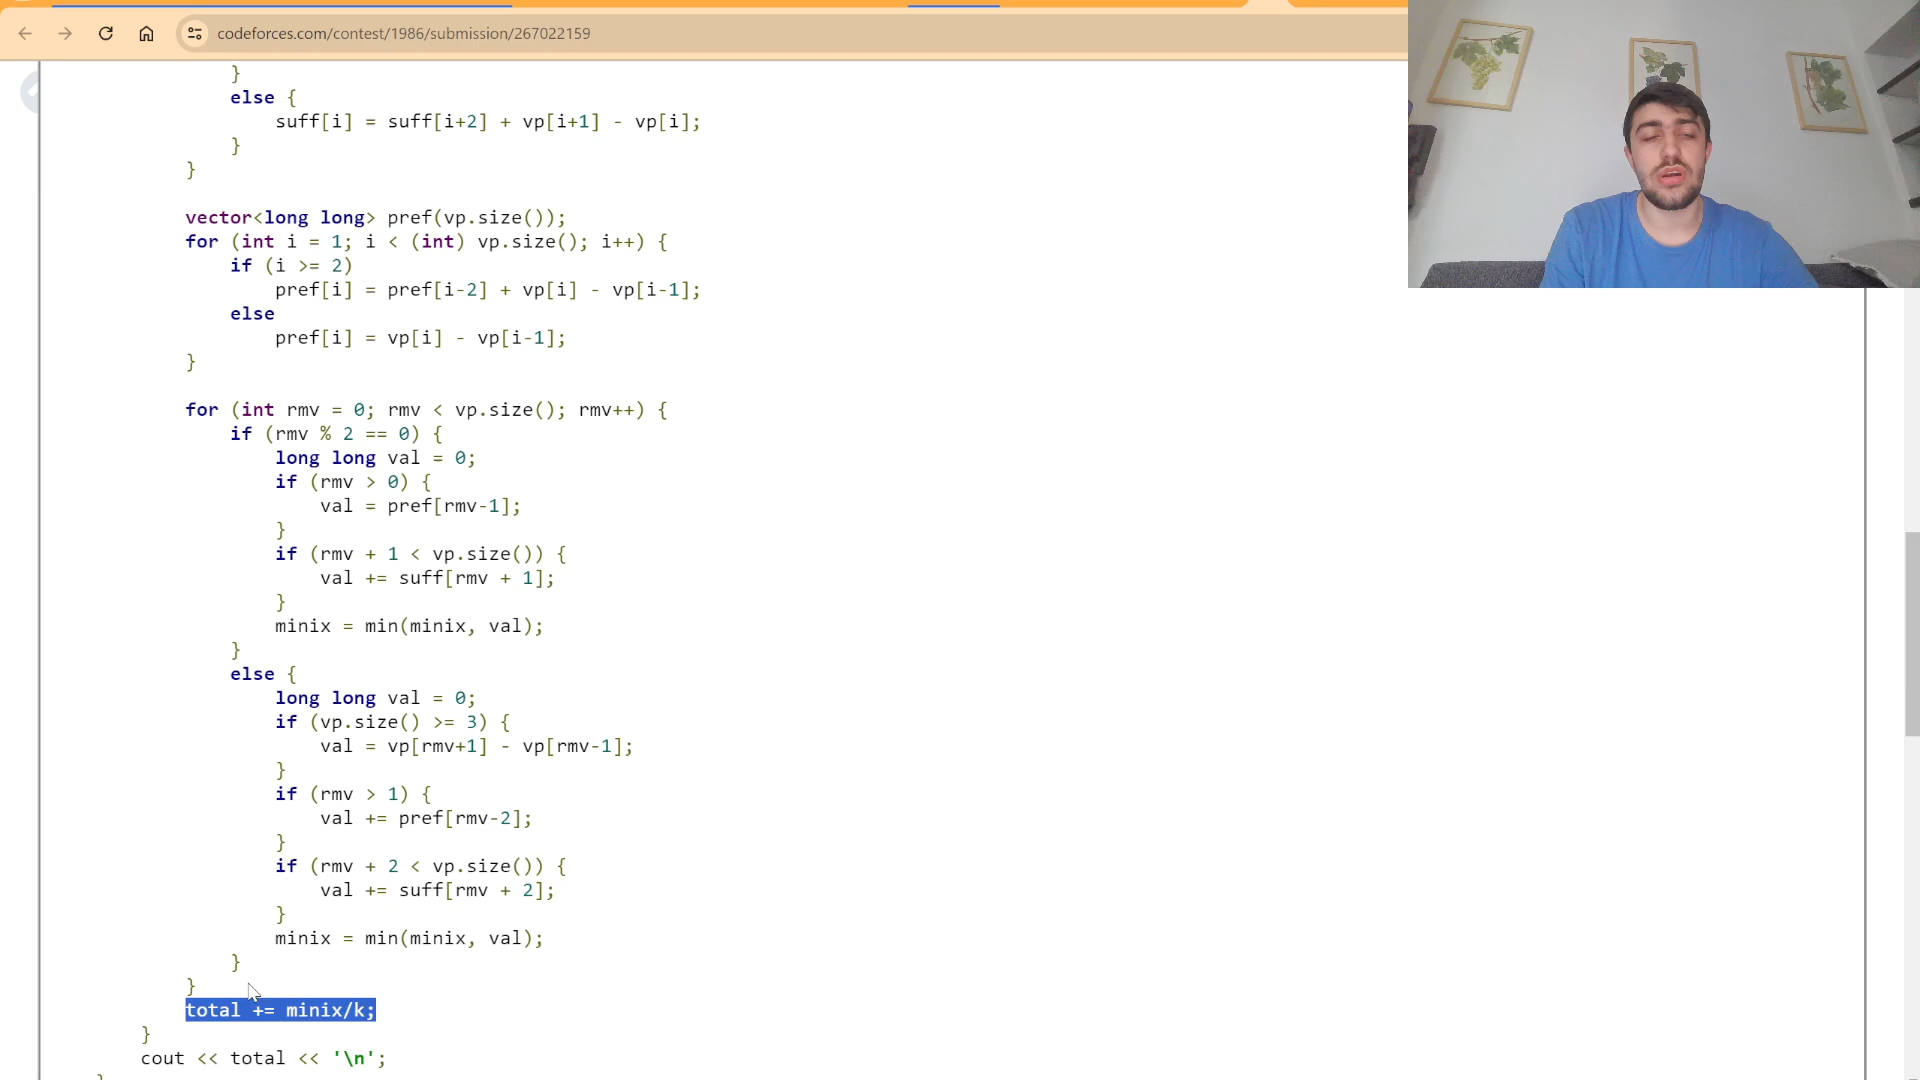 codeforces.com/contest/1986/submission/267022159
}
else {
suff[i] = suff[i+2] + vp[i+1] - vp[i];
}
}
vector<long long> pref(vp.size());
for (int i = 1; i < (int) vp.size(); i++) {
if (i >= 2)
pref[i] = pref[i-2] + vp[i] - vp[i-1];
else
pref[i] = vp[i] - vp[i-1];
}
for (int rmv = 0; rmv < vp.size(); rmv++) {
if (rmv % 2 == 0) {
long long val = 0;
if (rmv > 0) {
val = pref[rmv-1];
}
if (rmv + 1 < vp.size()) {
val += suff[rmv + 1];
}
minix = min(minix, val);
}
else {
long long val = 0;
if (vp.size() >= 3) {
val = vp[rmv+1] - vp[rmv-1];
}
if (rmv > 1) {
val += pref[rmv-2];
}
if (rmv + 2 < vp.size()) {
val += suff[rmv + 2];
}
minix = min(minix, val);
}
}
total += minix/k;
}
cout << total << '\n';